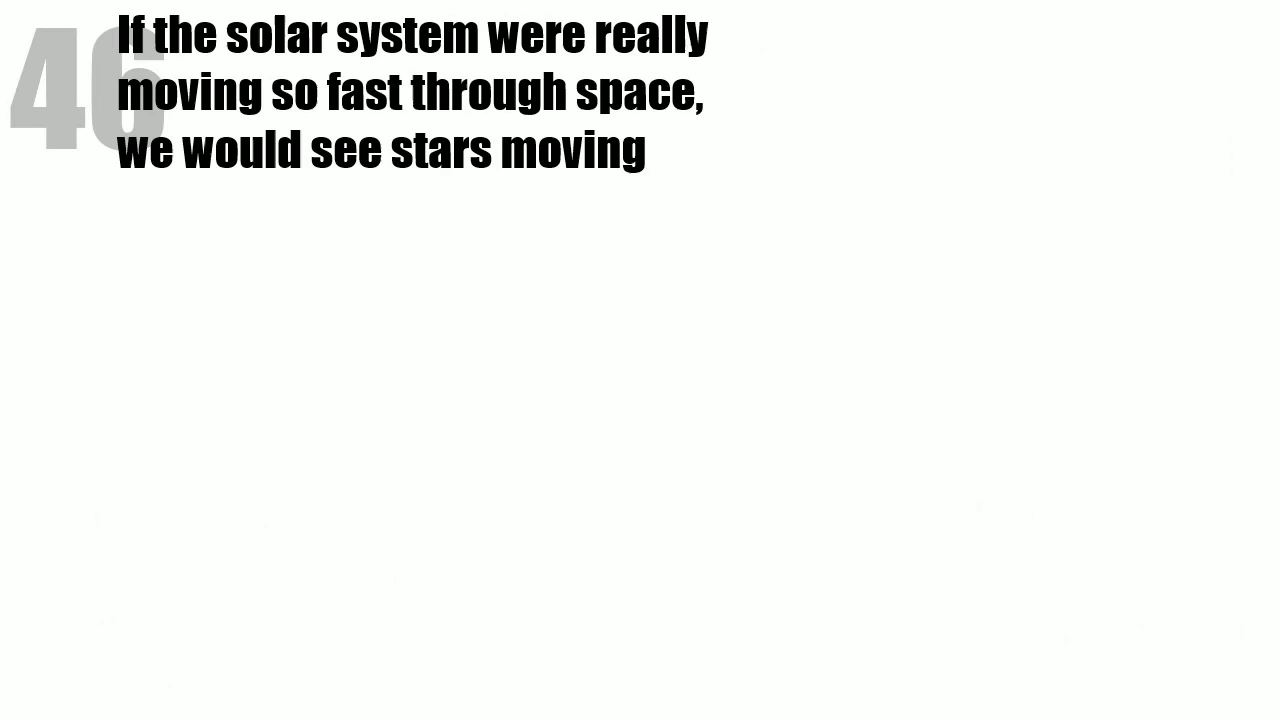 46
If the solar system were really
moving so fast through space,
we would see stars moving